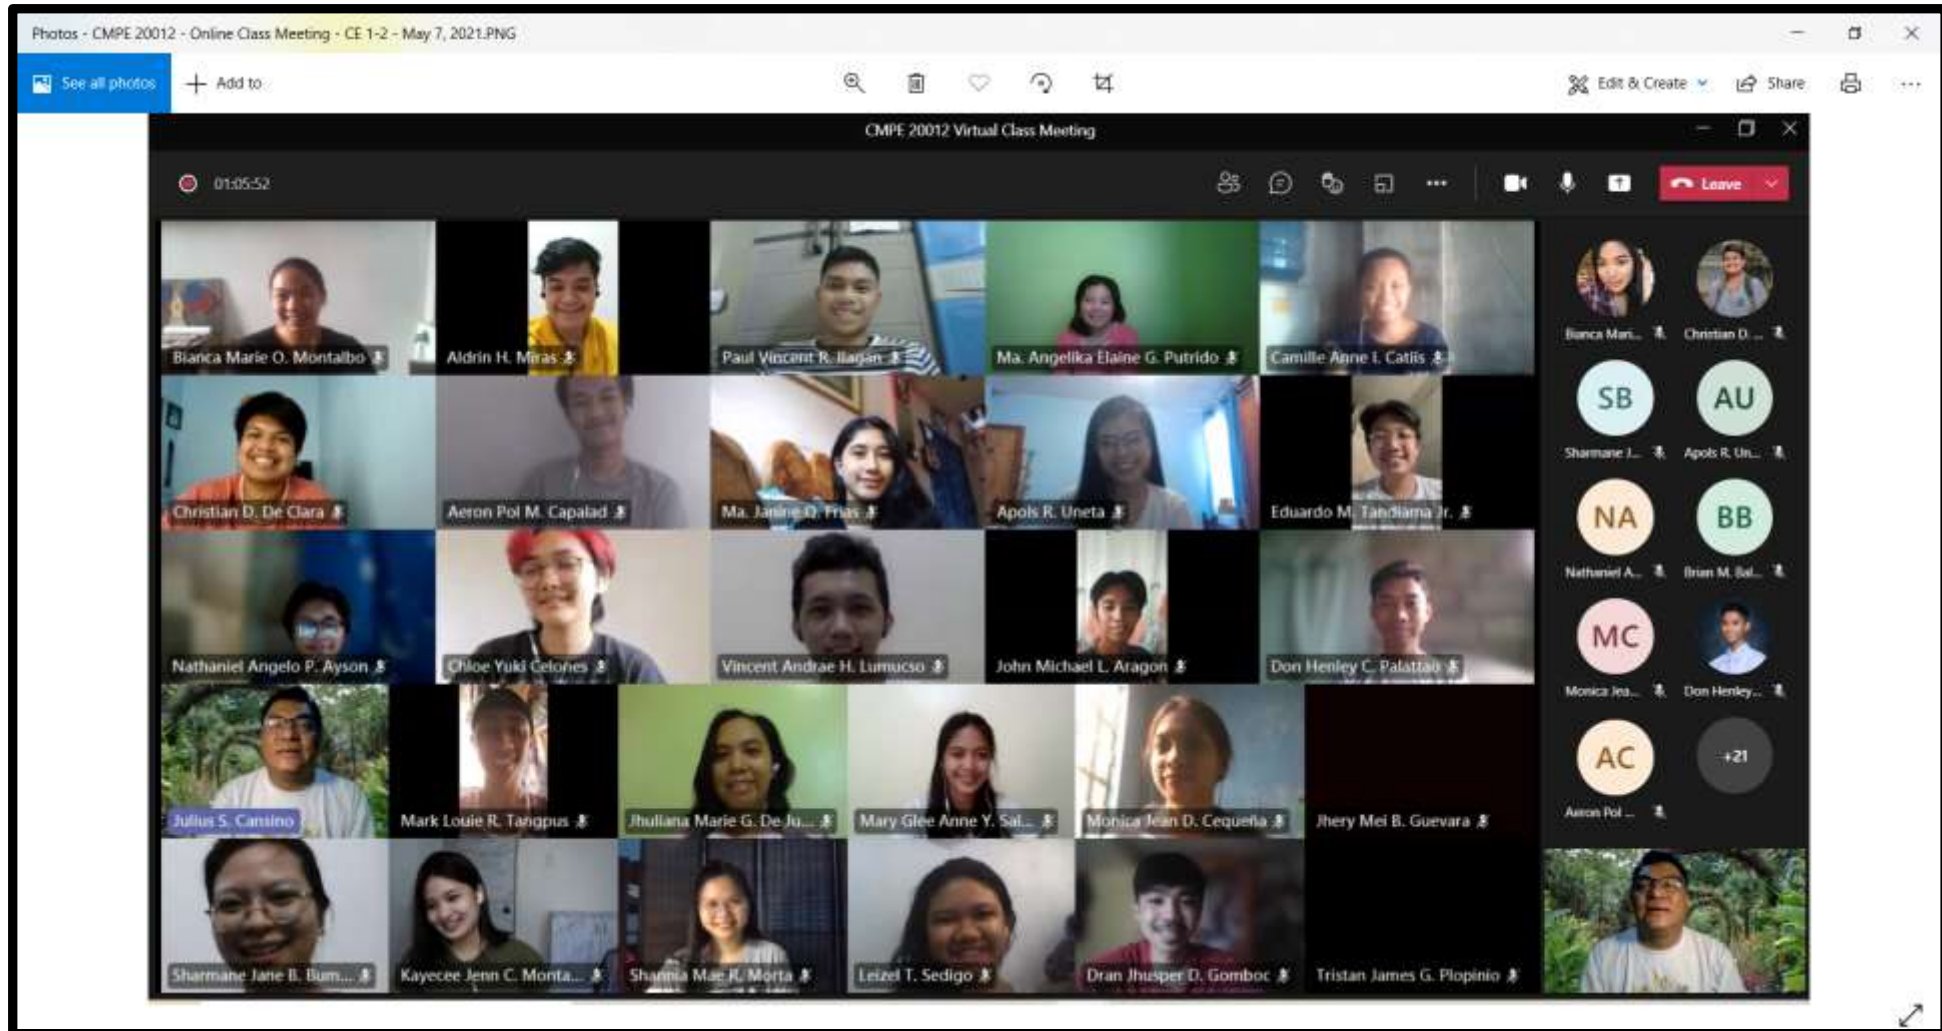 Photos - CMPE 20012 - Online Class Meeting - CE 1-2 - May 7, 2021.PNG
See all photos
Add to
Edit & Create
Share
CMPE 20012 Virtual Class Meeting
01:05:52
Leave
Bianca Marie O. Montalbo
Aldrin H. Miras
Paul Vincent R. Ilagan
Ma. Angelika Elaine G. Putrido
Camille Anne I. Catlis
Christian D. De Clara
Aeron Pol M. Capalad
Ma. Janine Q. Frias
Apols R. Uneta
Eduardo M. Tandiama Jr.
Nathaniel Angelo P. Ayson
Chloe Yuki Celones
Vincent Andrae H. Lumucso
John Michael L. Aragon
Don Henley C. Palattao
Julius S. Cansino
Mark Louie R. Tangpus
Jhuliana Marie G. De Ju...
Mary Glee Anne Y. Sal...
Monica Jean D. Cequeña
Jhery Mei B. Guevara
Sharmane Jane B. Bum...
Kayecee Jenn C. Monta...
Shannia Mae R. Morta
Leizel T. Sedigo
Dran Jhusper D. Gomboc
Tristan James G. Plopinio
Bianca Mari...
Christian D. ...
SB
AU
Sharmane J...
Apols R. Un...
NA
BB
Nathaniel A...
Brian M. Bal...
MC
Monica Jea...
Don Henley...
AC
+21
Aeron Pol ...